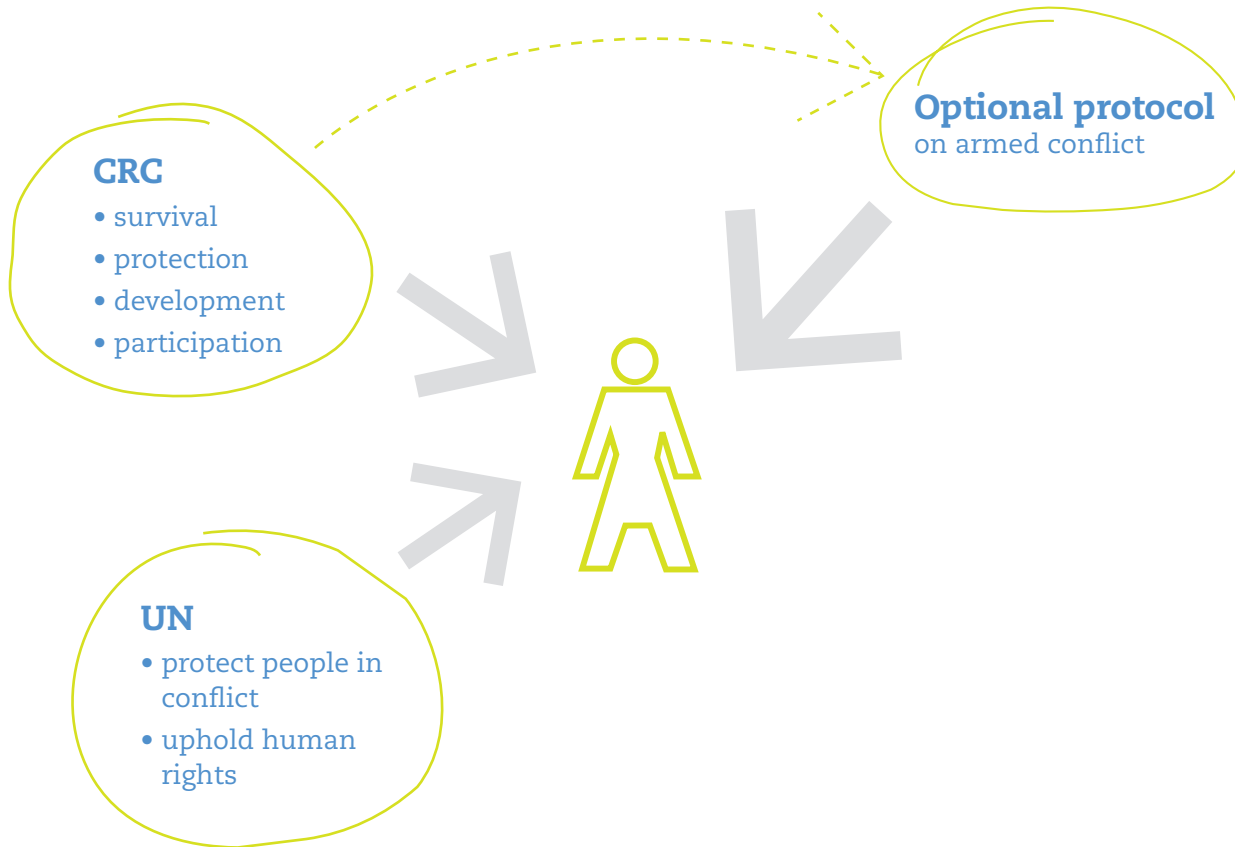 CRC
• survival
• protection
• development
• participation
Optional protocol
on armed conflict
UN
• protect people in
conflict
• uphold human
rights